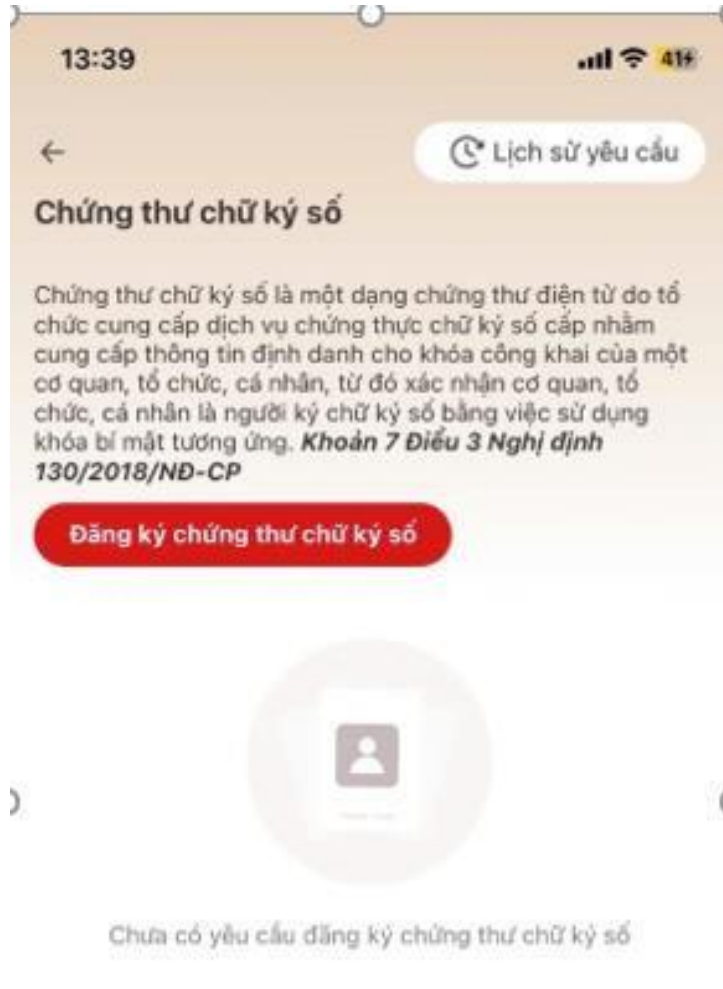 13:39
41
Lịch sử yêu cầu
Chứng thư chữ ký số
Chứng thư chữ ký số là một dạng chứng thư điện tử do tổ
chức cung cấp dịch vụ chứng thực chữ ký số cấp nhằm
cung cấp thông tin định danh cho khóa công khai của một
cơ quan, tổ chức, cá nhân, từ đó xác nhận cơ quan, tổ
chức, cá nhân là người ký chữ ký số bằng việc sử dụng
khóa bí mật tương ứng. Khoản 7 Điều 3 Nghị định
130/2018/NĐ-CP
Đăng ký chứng thư chữ ký số
Chưa có yêu cầu đăng ký chứng thư chữ ký số